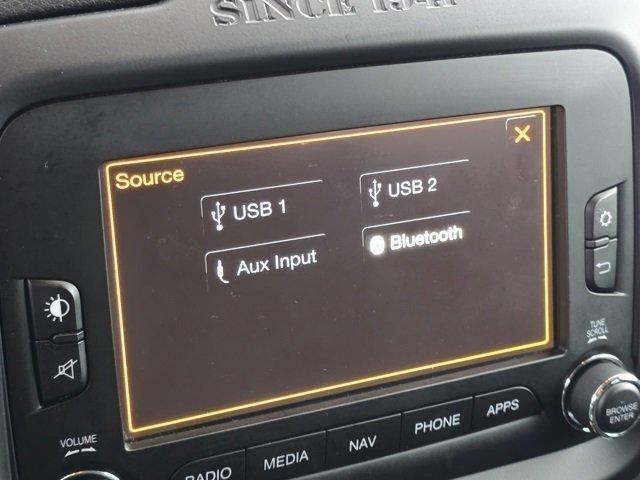 SINCE 1941
Source
USB 1
USB 2
Aux Input
Bluetooth
VOLUME
TUNE
SCROLL
BROWSE
ENTER
RADIO
MEDIA
NAV
PHONE
APPS